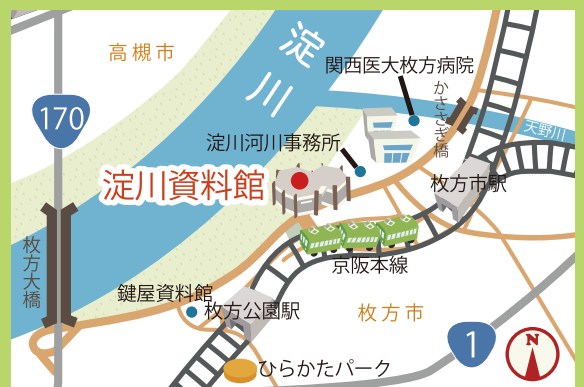 高槻市
淀川
関西医大枚方病院
かささぎ橋
170
天野川
淀川河川事務所
淀川資料館
枚方市駅
枚方大橋
京阪本線
鍵屋資料館
枚方公園駅
枚方市
1
N
ひらかたパーク